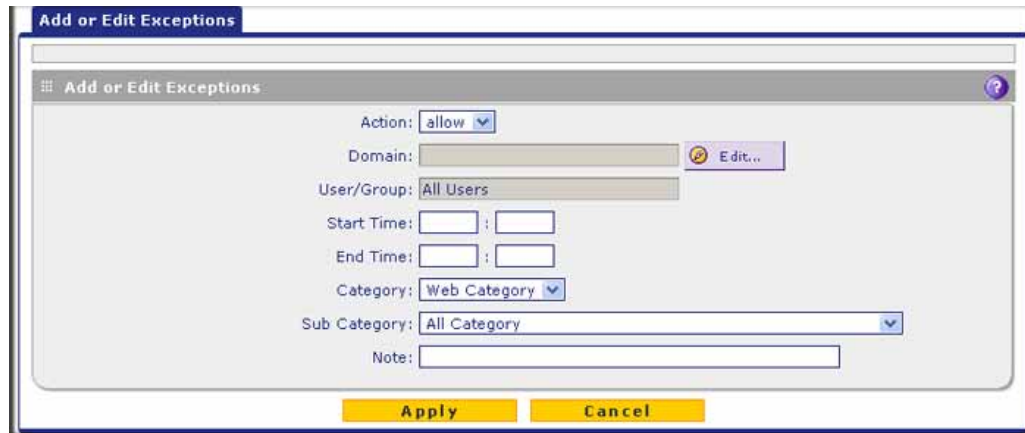 Add or Edit Exceptions
Add or Edit Exceptions ?
Action: allow
Domain: Edit...
User/Group: All Users
Start Time: :
End Time: :
Category: Web Category
Sub Category: All Category
Note:
Apply Cancel